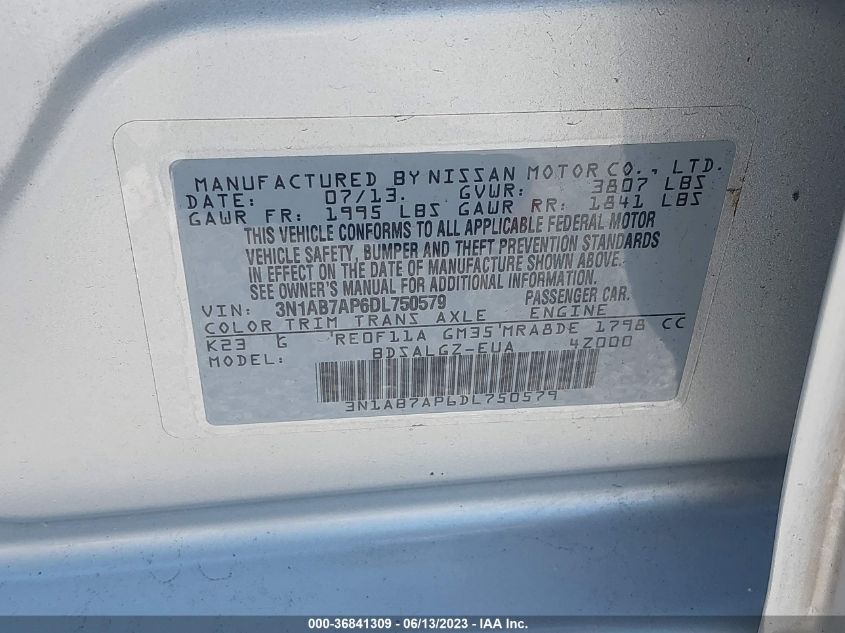 MANUFACTURED BY NISSAN MOTOR CO., LTD.
DATE: 07/13. GVWR: 3807 LBS
GAWR FR: 1995 LBS GAWR RR: 1841 LBS
THIS VEHICLE CONFORMS TO ALL APPLICABLE FEDERAL MOTOR
VEHICLE SAFETY, BUMPER AND THEFT PREVENTION STANDARDS
IN EFFECT ON THE DATE OF MANUFACTURE SHOWN ABOVE.
SEE OWNER'S MANUAL FOR ADDITIONAL INFORMATION.
VIN: 3N1AB7AP6DL750579 PASSENGER CAR.
COLOR TRIM TRANS AXLE ENGINE
K23 G RE0F11A GM35 MRA8DE 1798 CC
MODEL: BDSALGZ-EUA 4Z000
3N1AB7AP6DL750579
000-36841309 - 06/13/2023 - IAA Inc.